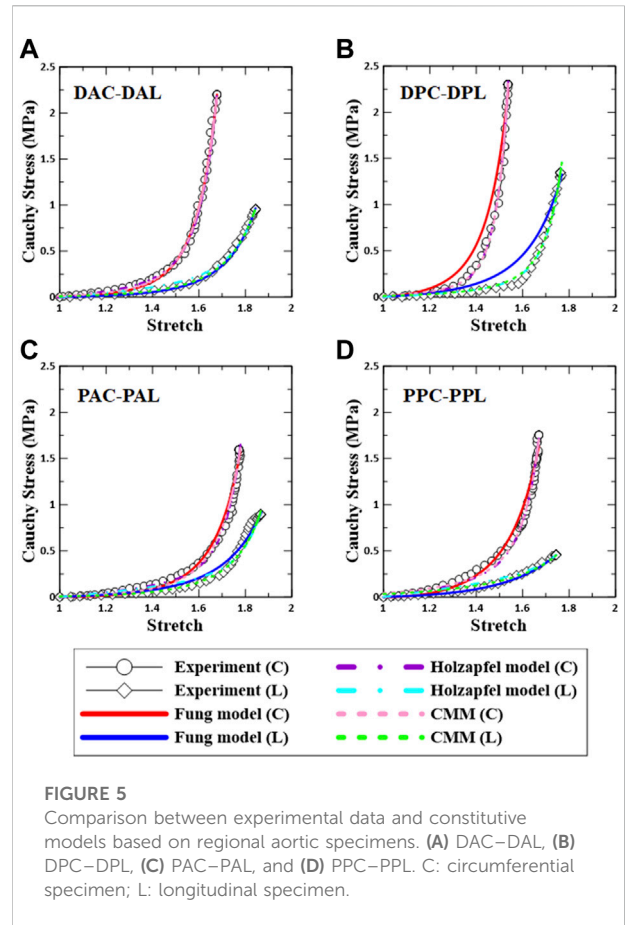 A
B
2.5
2
1.5
1
0.5
0
Cauchy Stress (MPa)
DAC-DAL
1
1.2
1.4
1.6
1.8
2
Stretch
2.5
2
1.5
1
0.5
0
Cauchy Stress (MPa)
DPC-DPL
1
1.2
1.4
1.6
1.8
2
Stretch
C
D
2.5
2
1.5
1
0.5
0
Cauchy Stress (MPa)
PAC-PAL
1
1.2
1.4
1.6
1.8
2
Stretch
2.5
2
1.5
1
0.5
0
Cauchy Stress (MPa)
PPC-PPL
1
1.2
1.4
1.6
1.8
2
Stretch
Experiment (C)
Experiment (L)
Fung model (C)
Fung model (L)
Holzapfel model (C)
Holzapfel model (L)
CMM (C)
CMM (L)
FIGURE 5
Comparison between experimental data and constitutive
models based on regional aortic specimens. (A) DAC–DAL, (B)
DPC–DPL, (C) PAC–PAL, and (D) PPC–PPL. C: circumferential
specimen; L: longitudinal specimen.